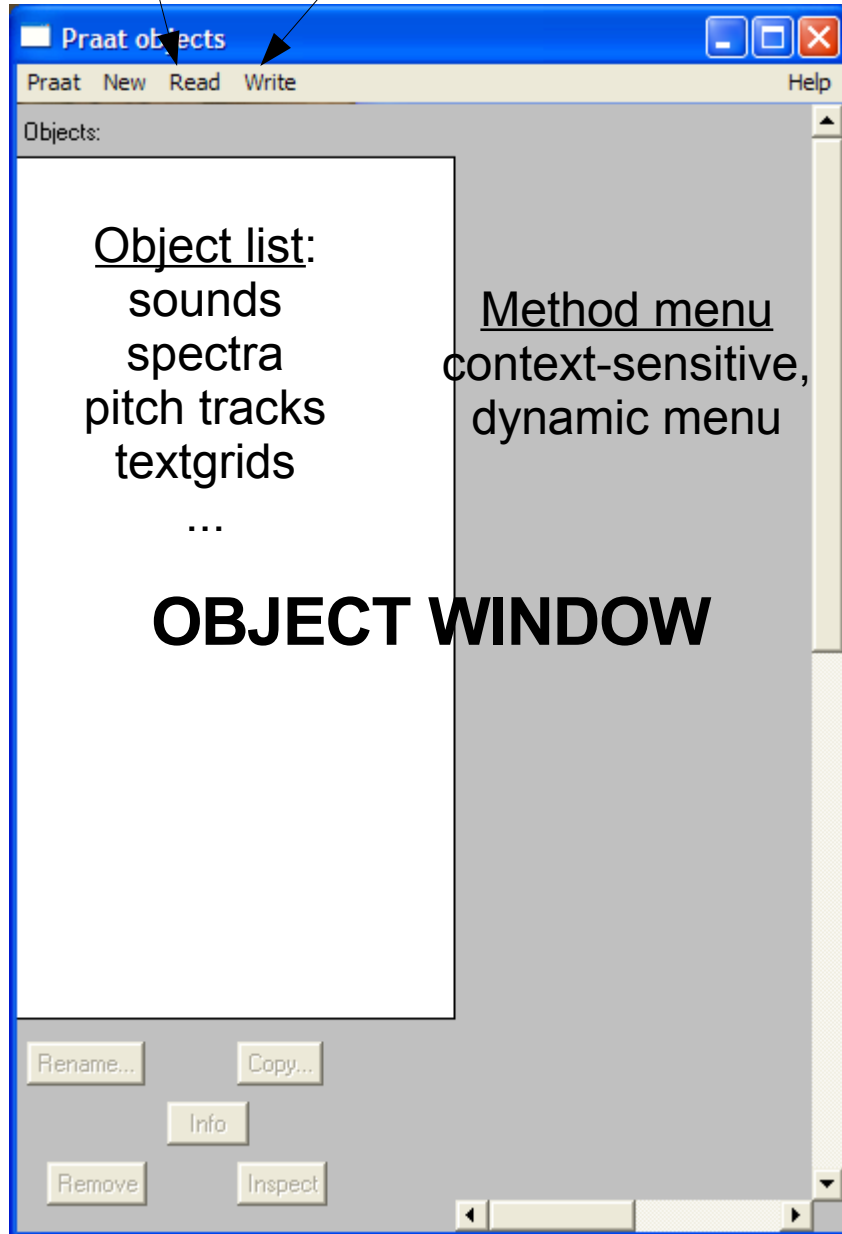 Praat objects
Praat New Read Write Help
Objects:
Object list:
sounds
spectra
pitch tracks
textgrids
...
Method menu
context-sensitive,
dynamic menu
OBJECT WINDOW
Rename... Copy...
Info
Remove Inspect